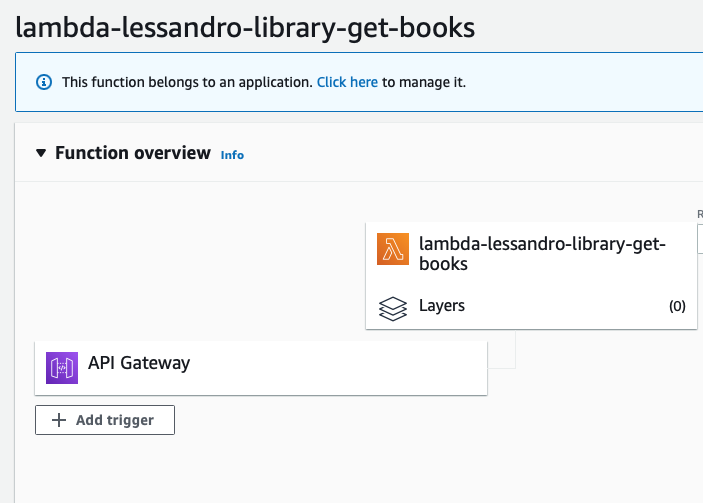 lambda-lessandro-library-get-books
This function belongs to an application. Click here to manage it.
Function overview Info
lambda-lessandro-library-get-
books
Layers (0)
API Gateway
Add trigger